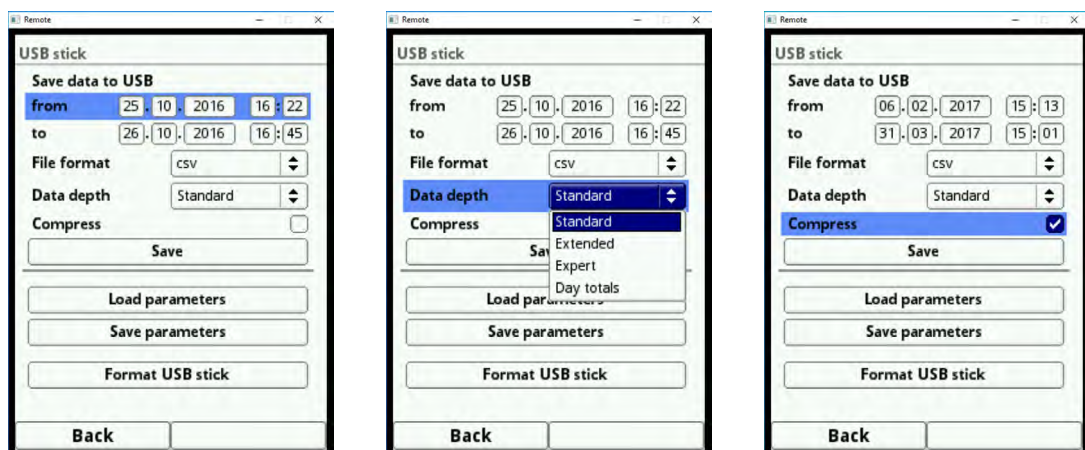 Remote
USB stick
Save data to USB
from 25. 10. 2016 16:22
to 26. 10. 2016 16:45
File format csv
Data depth Standard
Compress
Save
Load parameters
Save parameters
Format USB stick
Back
Remote
USB stick
Save data to USB
from 25. 10. 2016 16:22
to 26. 10. 2016 16:45
File format csv
Data depth Standard
Compress Standard
Extended
Expert
Day totals
Save parameters
Format USB stick
Back
Remote
USB stick
Save data to USB
from 06. 02. 2017 15:13
to 31. 03. 2017 15:01
File format csv
Data depth Standard
Compress
Save
Load parameters
Save parameters
Format USB stick
Back